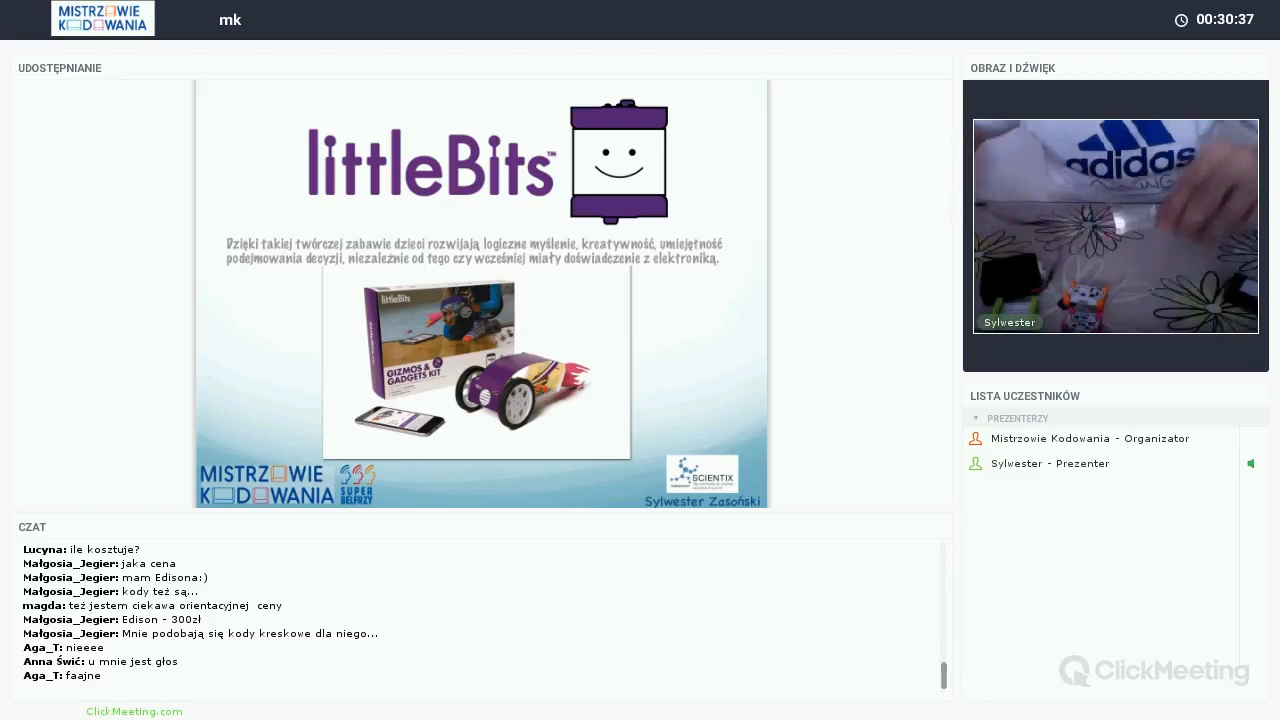 MISTRZOWIE
KODOWANIA
mk
00:30:37
UDOSTĘPNIANIE
littleBits™
Dzięki takiej twórczej zabawie dzieci rozwijają logiczne myślenie, kreatywność, umiejętność
podejmowania decyzji, niezależnie od tego czy wcześniej miały doświadczenie z elektroniką.
littleBits
GIZMOS &
GADGETS KIT
MISTRZOWIE
KODOWANIA
SUPER
BELFRZY
SCIENTIX
Sylwester Zasoński
OBRAZ I DŹWIĘK
adidas
Sylwester
LISTA UCZESTNIKÓW
PREZENTERZY
Mistrzowie Kodowania - Organizator
Sylwester - Prezenter
CZAT
Lucyna: ile kosztuje?
Małgosia_Jegier: jaka cena
Małgosia_Jegier: mam Edisona:)
Małgosia_Jegier: kody też są...
magda: też jestem ciekawa orientacyjnej ceny
Małgosia_Jegier: Edison - 300zł
Małgosia_Jegier: Mnie podobają się kody kreskowe dla niego...
Aga_T: nieeee
Anna Świć: u mnie jest głos
Aga_T: faajne
ClickMeeting
ClickMeeting.com